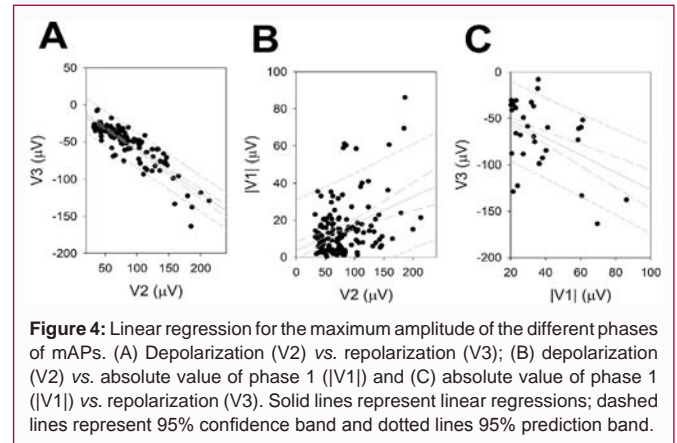 A
B
C
50
0
-50
-100
-150
-200
V3 (μV)
50 100 150 200
V2 (μV)
100
80
60
40
20
0
|V1| (μV)
0 50 100 150 200
V2 (μV)
0
-50
-100
-150
-200
V3 (μV)
20 40 60 80 100
|V1| (μV)
Figure 4: Linear regression for the maximum amplitude of the different phases
of mAPs. (A) Depolarization (V2) vs. repolarization (V3); (B) depolarization
(V2) vs. absolute value of phase 1 (|V1|) and (C) absolute value of phase 1
(|V1|) vs. repolarization (V3). Solid lines represent linear regressions; dashed
lines represent 95% confidence band and dotted lines 95% prediction band.